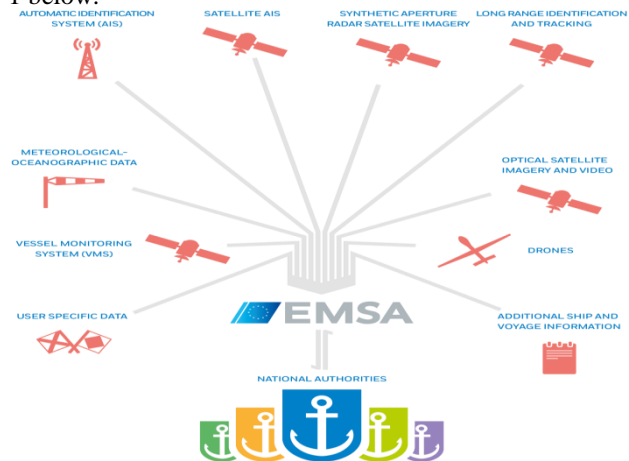 1 below.
AUTOMATIC IDENTIFICATION
SYSTEM (AIS)
SATELLITE AIS
SYNTHETIC APERTURE
RADAR SATELLITE IMAGERY
LONG RANGE IDENTIFICATION
AND TRACKING
METEOROLOGICAL-
OCEANOGRAPHIC DATA
OPTICAL SATELLITE
IMAGERY AND VIDEO
VESSEL MONITORING
SYSTEM (VMS)
DRONES
USER SPECIFIC DATA
EMSA
ADDITIONAL SHIP AND
VOYAGE INFORMATION
NATIONAL AUTHORITIES